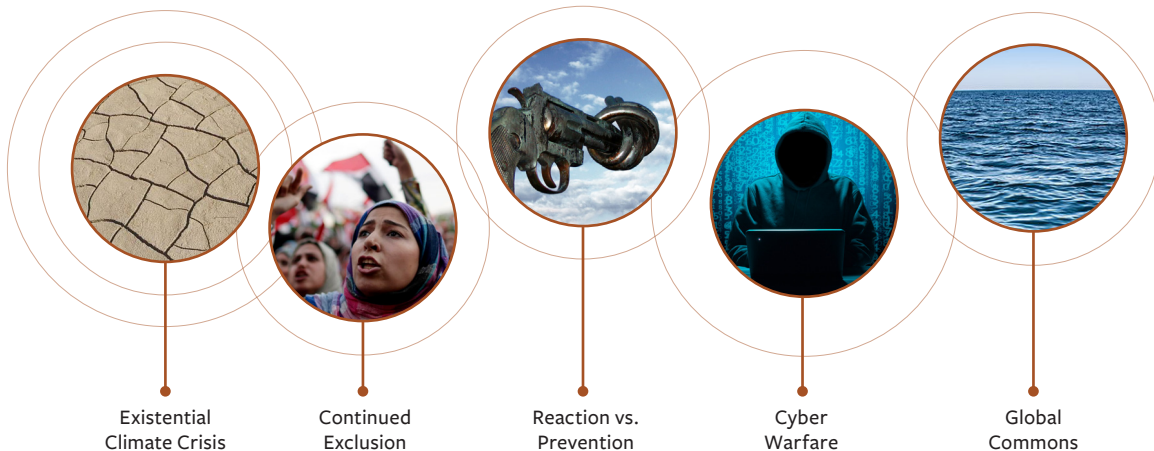 Existential
Climate Crisis
Continued
Exclusion
Reaction vs.
Prevention
Cyber
Warfare
Global
Commons